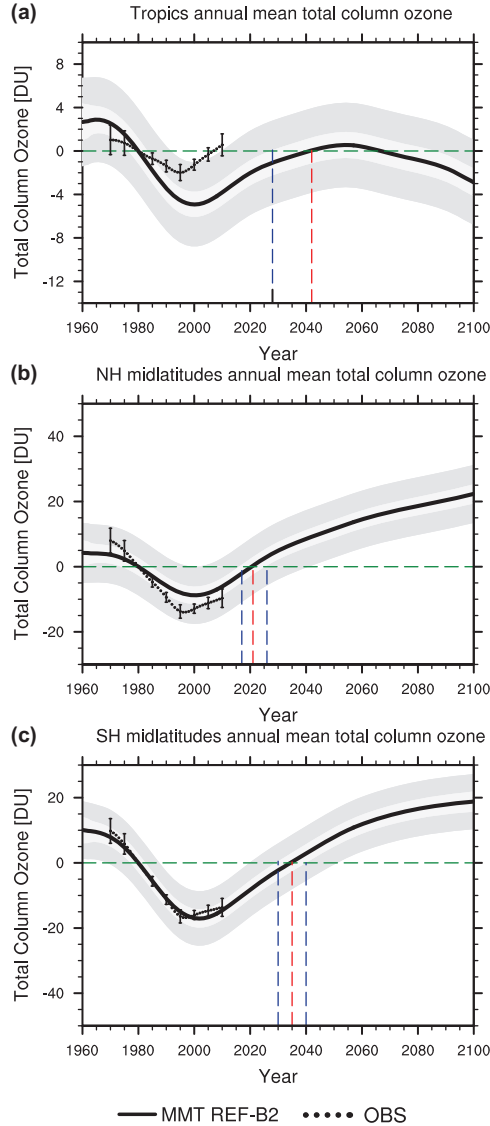 (a)
Tropics annual mean total column ozone
Total Column Ozone [DU]
8
4
0
-4
-8
-12
1960 1980 2000 2020 2040 2060 2080 2100
Year
(b)
NH midlatitudes annual mean total column ozone
Total Column Ozone [DU]
40
20
0
-20
1960 1980 2000 2020 2040 2060 2080 2100
Year
(c)
SH midlatitudes annual mean total column ozone
Total Column Ozone [DU]
20
0
-20
-40
1960 1980 2000 2020 2040 2060 2080 2100
Year
MMT REF-B2 OBS